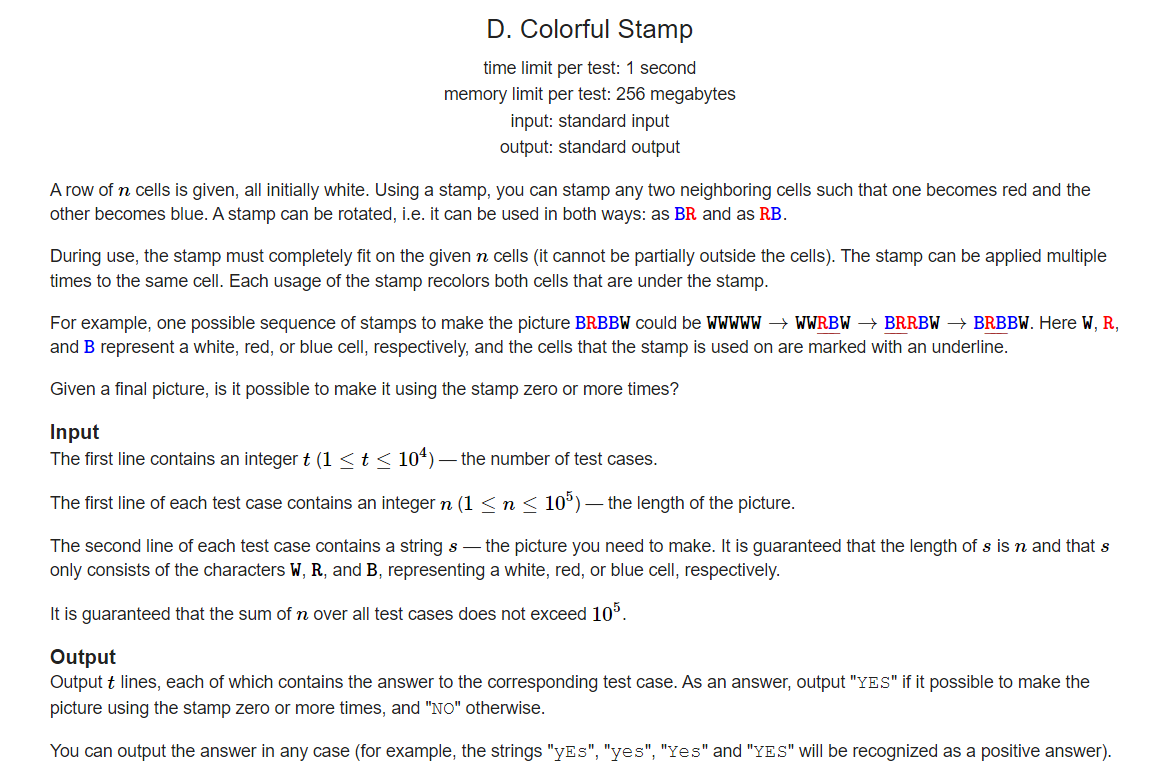 D. Colorful Stamp
time limit per test: 1 second
memory limit per test: 256 megabytes
input: standard input
output: standard output
A row of n cells is given, all initially white. Using a stamp, you can stamp any two neighboring cells such that one becomes red and the
other becomes blue. A stamp can be rotated, i.e. it can be used in both ways: as BR and as RB.
During use, the stamp must completely fit on the given n cells (it cannot be partially outside the cells). The stamp can be applied multiple
times to the same cell. Each usage of the stamp recolors both cells that are under the stamp.
For example, one possible sequence of stamps to make the picture BRBBW could be WWWWW → WWRBW → BRRBW → BRBBW. Here W, R,
and B represent a white, red, or blue cell, respectively, and the cells that the stamp is used on are marked with an underline.
Given a final picture, is it possible to make it using the stamp zero or more times?
Input
The first line contains an integer t (1 ≤ t ≤ 10⁴) — the number of test cases.
The first line of each test case contains an integer n (1 ≤ n ≤ 10⁵) — the length of the picture.
The second line of each test case contains a string s — the picture you need to make. It is guaranteed that the length of s is n and that s
only consists of the characters W, R, and B, representing a white, red, or blue cell, respectively.
It is guaranteed that the sum of n over all test cases does not exceed 10⁵.
Output
Output t lines, each of which contains the answer to the corresponding test case. As an answer, output "YES" if it possible to make the
picture using the stamp zero or more times, and "NO" otherwise.
You can output the answer in any case (for example, the strings "yEs", "yes", "Yes" and "YES" will be recognized as a positive answer).